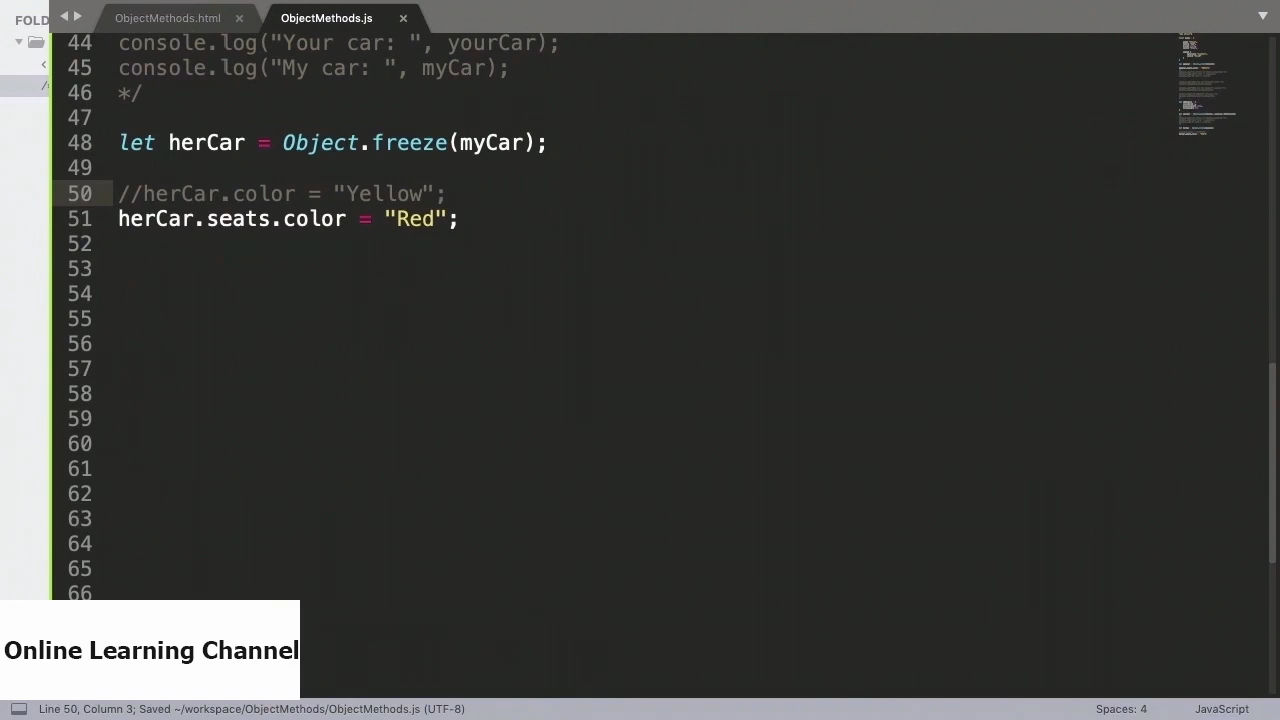 FOLD
ObjectMethods.html
ObjectMethods.js
44 console.log("Your car: ", yourCar);
45 console.log("My car: ", myCar);
46 */
47
48 let herCar = Object.freeze(myCar);
49
50 //herCar.color = "Yellow";
51 herCar.seats.color = "Red";
52
53
54
55
56
57
58
59
60
61
62
63
64
65
66
Online Learning Channel
Line 50, Column 3; Saved ~/workspace/ObjectMethods/ObjectMethods.js (UTF-8)
Spaces: 4
JavaScript